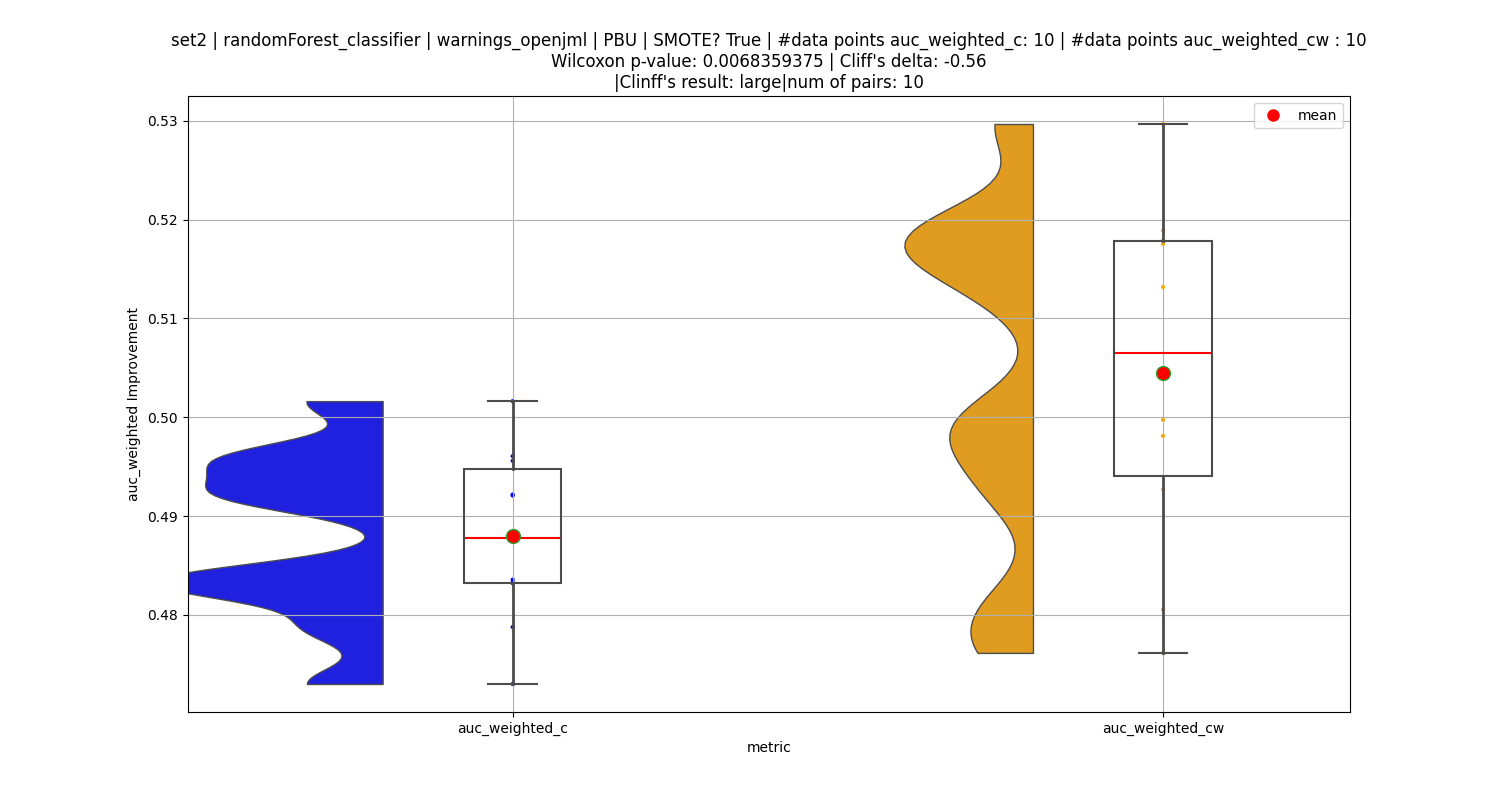 set2 | randomForest_classifier | warnings_openjml | PBU | SMOTE? True | #data points auc_weighted_c: 10 | #data points auc_weighted_cw : 10
Wilcoxon p-value: 0.0068359375 | Cliff's delta: -0.56
|Clinff's result: large|num of pairs: 10
mean
0.53
0.52
0.51
0.50
0.49
0.48
auc_weighted Improvement
auc_weighted_c
auc_weighted_cw
metric